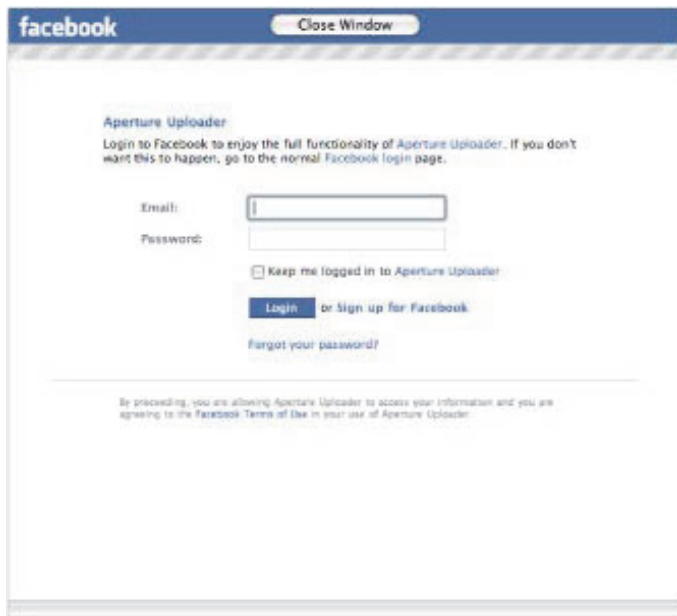 facebook
Close Window
Aperture Uploader
Login to Facebook to enjoy the full functionality of Aperture Uploader. If you don't
want this to happen, go to the normal Facebook login page.
Email:
Password:
Keep me logged in to Aperture Uploader
Login or Sign up for Facebook
Forgot your password?
By proceeding, you are allowing Aperture Uploader to access your information and you are
agreeing to the Facebook Terms of Use in your use of Aperture Uploader.